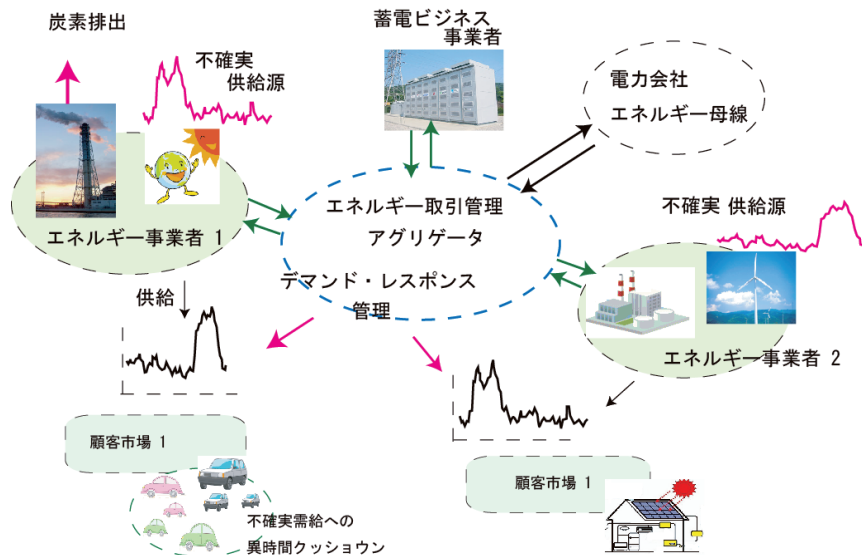 炭素排出
不確実
供給源
蓄電ビジネス
事業者
電力会社
エネルギー母線
エネルギー事業者 1
エネルギー取引管理
アグリゲータ
デマンド・レスポンス
管理
不確実 供給源
エネルギー事業者 2
供給
顧客市場 1
不確実需給への
異時間クッショウン
顧客市場 1